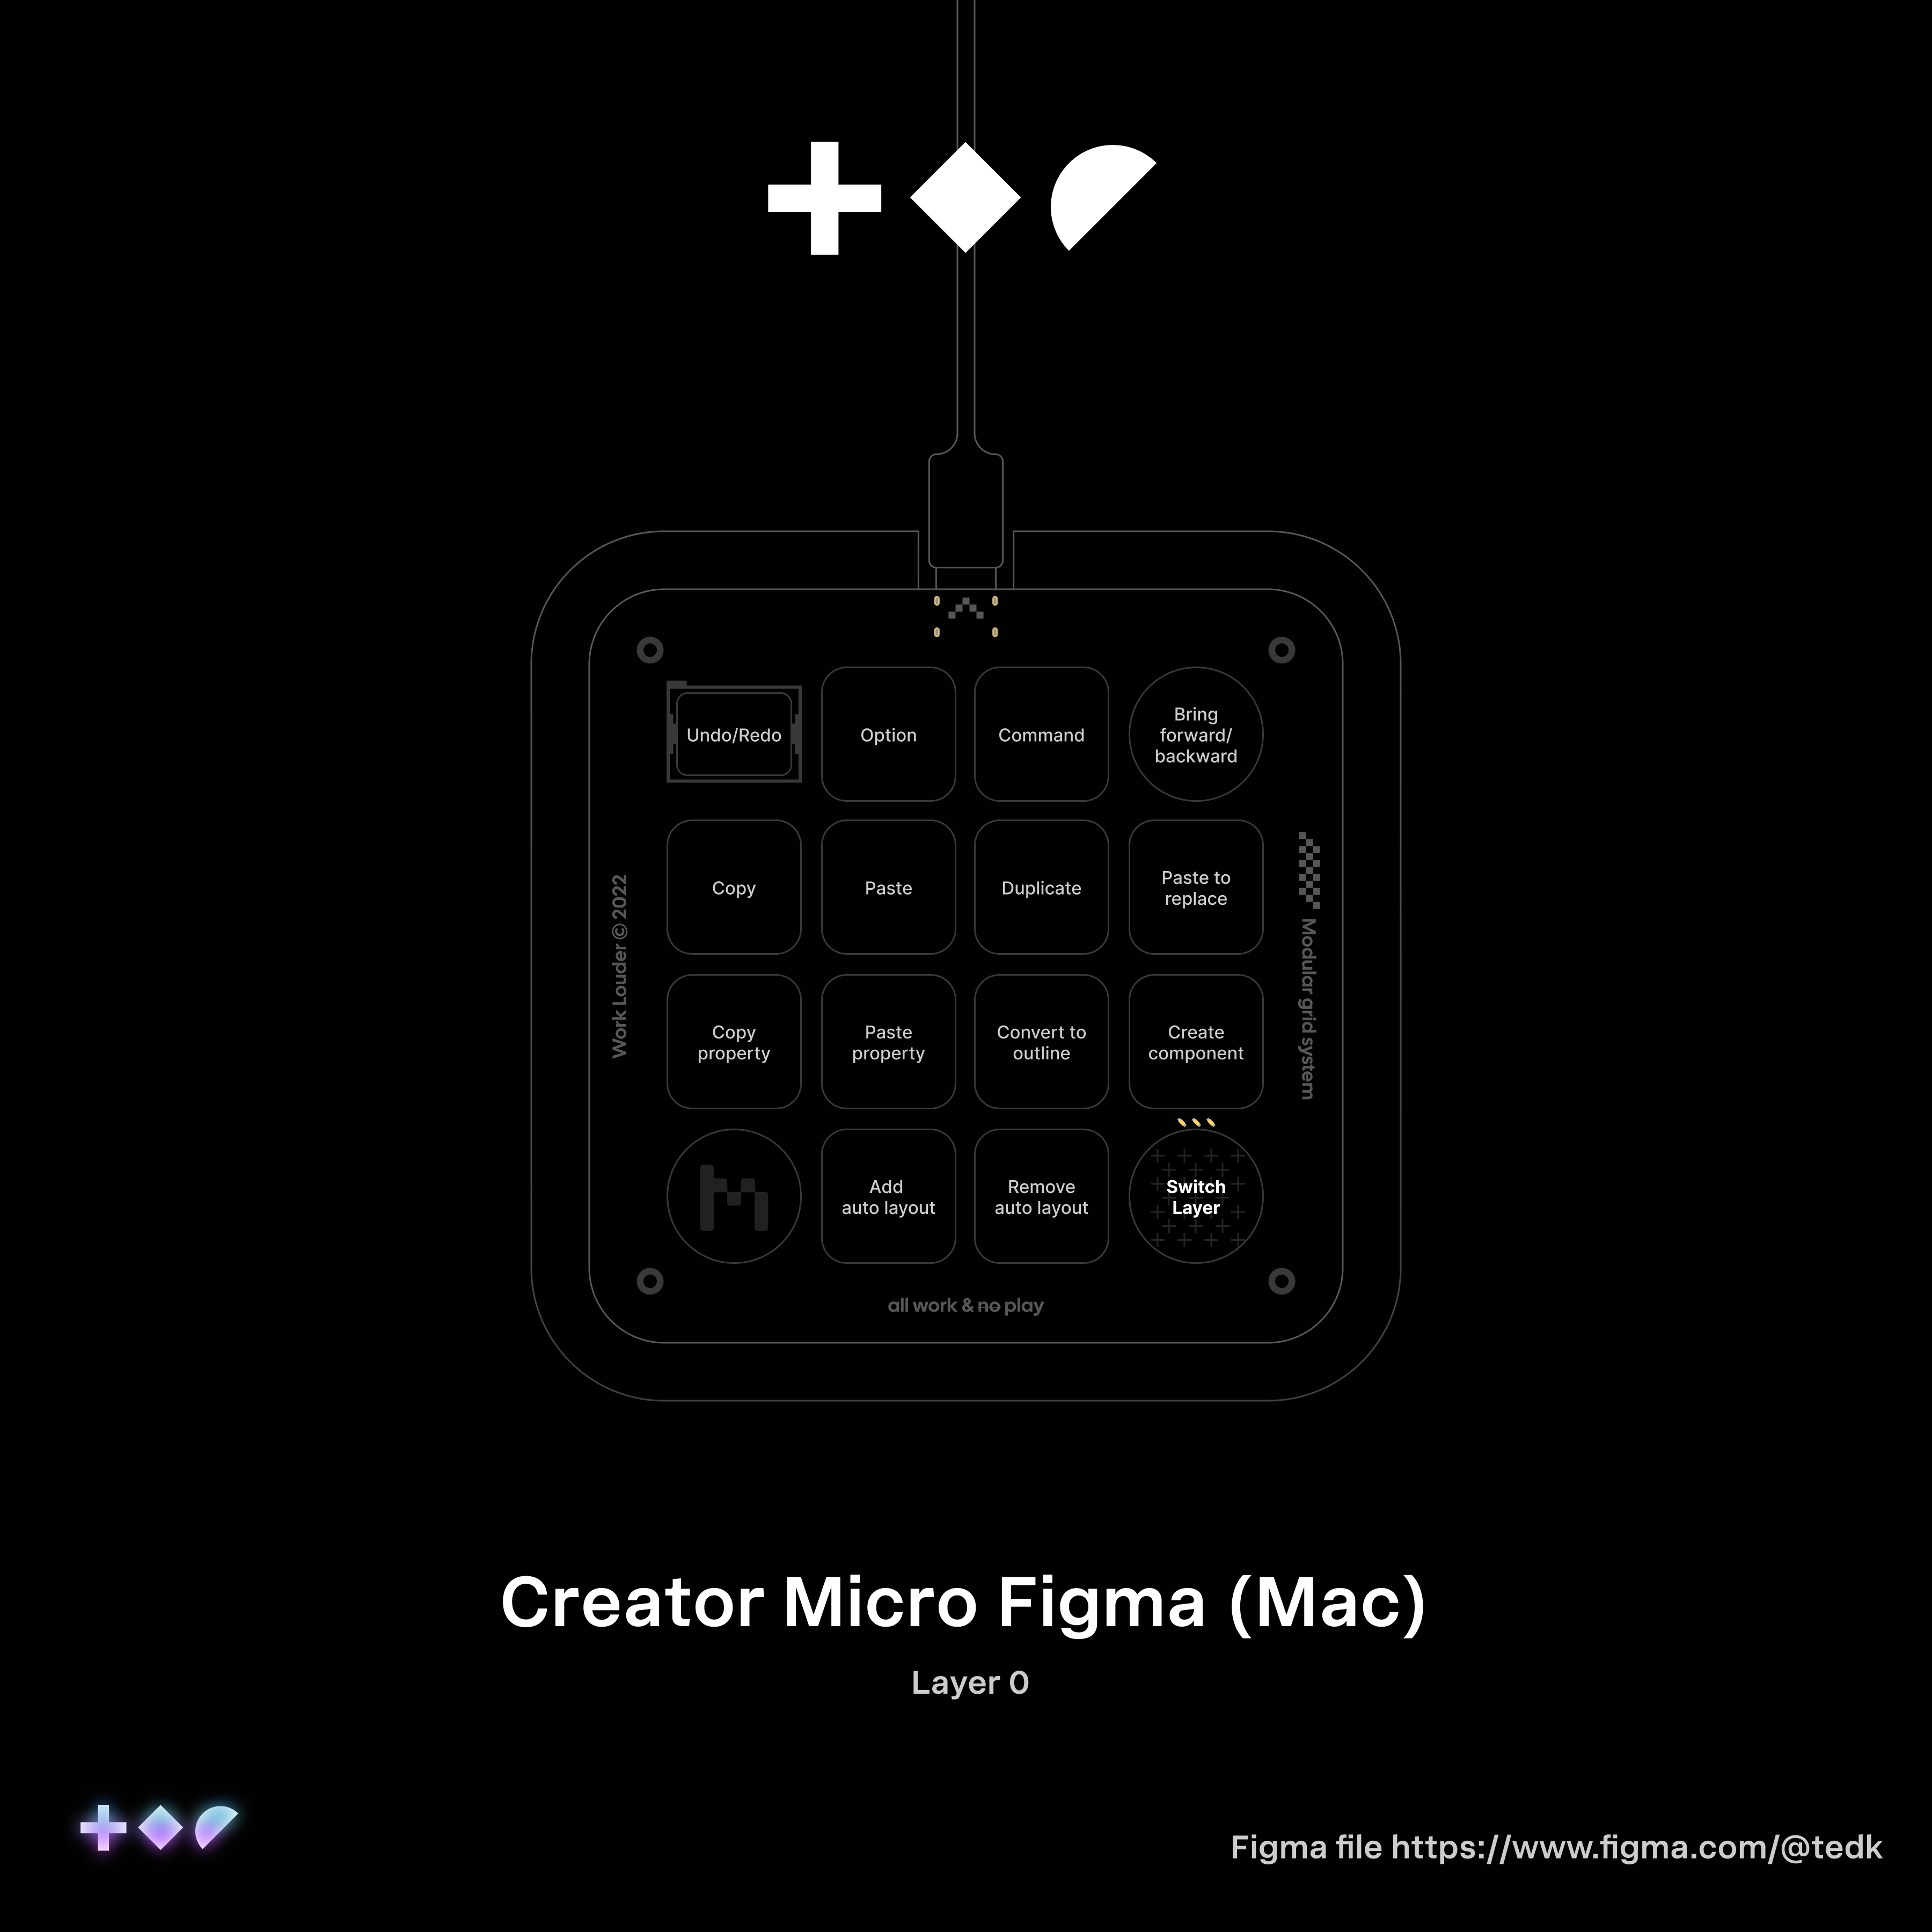 Undo/Redo
Option
Command
Bring
forward/
backward
Copy
Paste
Duplicate
Paste to
replace
Work Louder © 2022
Modular grid system
Copy
property
Paste
property
Convert to
outline
Create
component
Add
auto layout
Remove
auto layout
Switch
Layer
all work & no play
Creator Micro Figma (Mac)
Layer 0
Figma file https://www.figma.com/@tedk